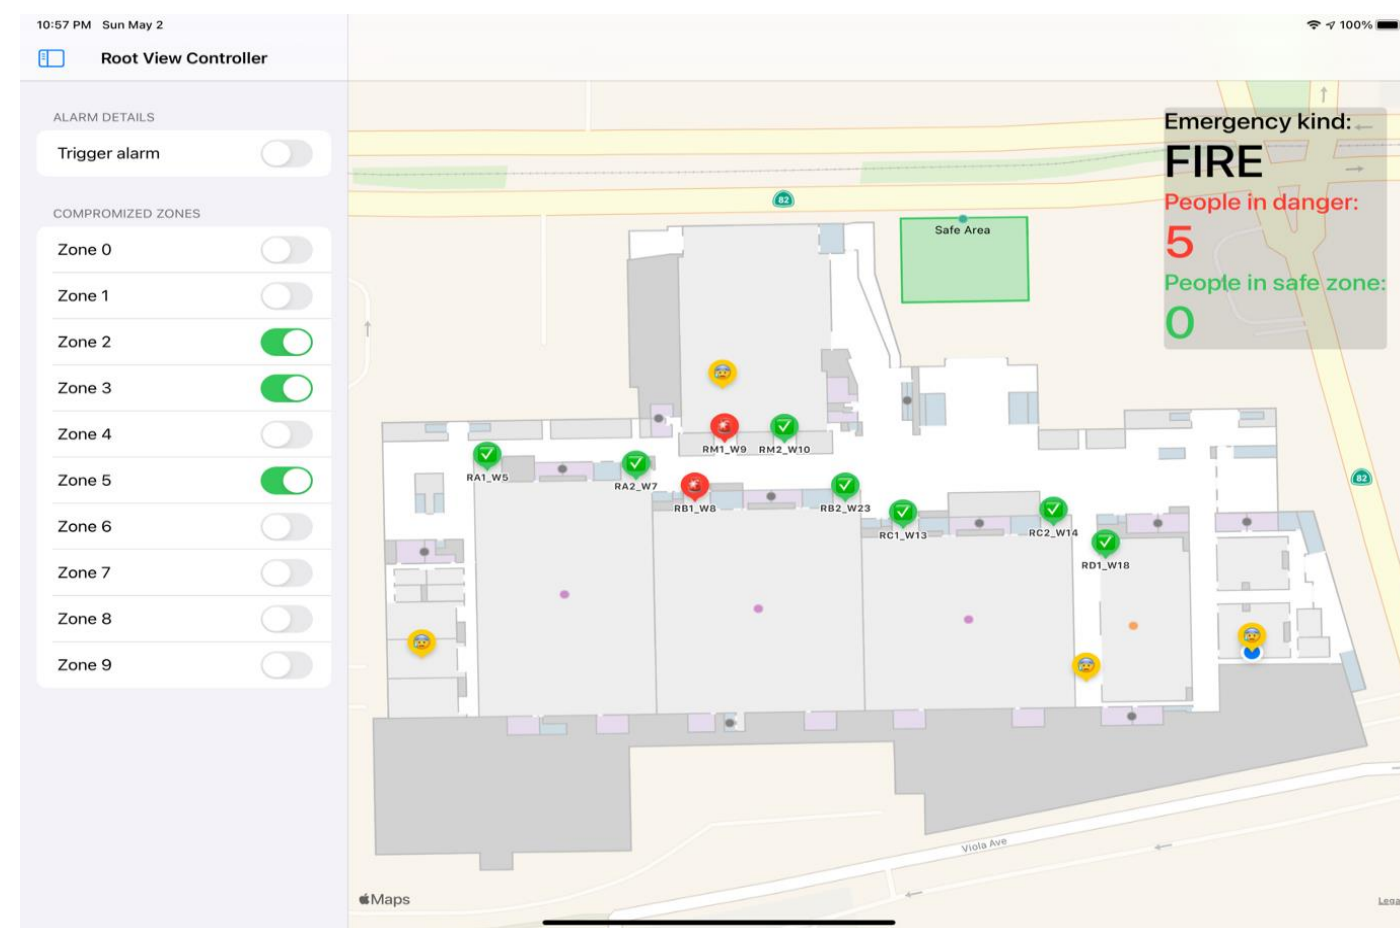 10:57 PM Sun May 2
100%
Root View Controller
ALARM DETAILS
Trigger alarm
COMPROMIZED ZONES
Zone 0
Zone 1
Zone 2
Zone 3
Zone 4
Zone 5
Zone 6
Zone 7
Zone 8
Zone 9
Emergency kind:
FIRE
People in danger:
5
People in safe zone:
0
82
Safe Area
RM1_W9
RM2_W10
RA1_W5
RA2_W7
RB1_W8
RB2_W23
82
RC1_W13
RC2_W14
RD1_W18
Viola Ave
Maps
Lega